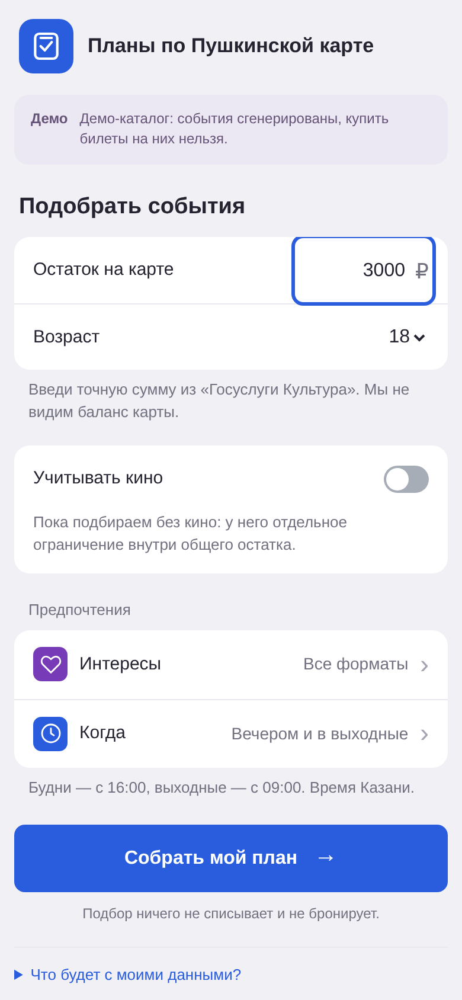 Планы по Пушкинской карте
Демо Демо-каталог: события сгенерированы, купить
билеты на них нельзя.
Подобрать события
Остаток на карте 3000 ₽
Возраст 18
Введи точную сумму из «Госуслуги Культура». Мы не
видим баланс карты.
Учитывать кино
Пока подбираем без кино: у него отдельное
ограничение внутри общего остатка.
Предпочтения
Интересы Все форматы ›
Когда Вечером и в выходные ›
Будни — с 16:00, выходные — с 09:00. Время Казани.
Собрать мой план →
Подбор ничего не списывает и не бронирует.
Что будет с моими данными?